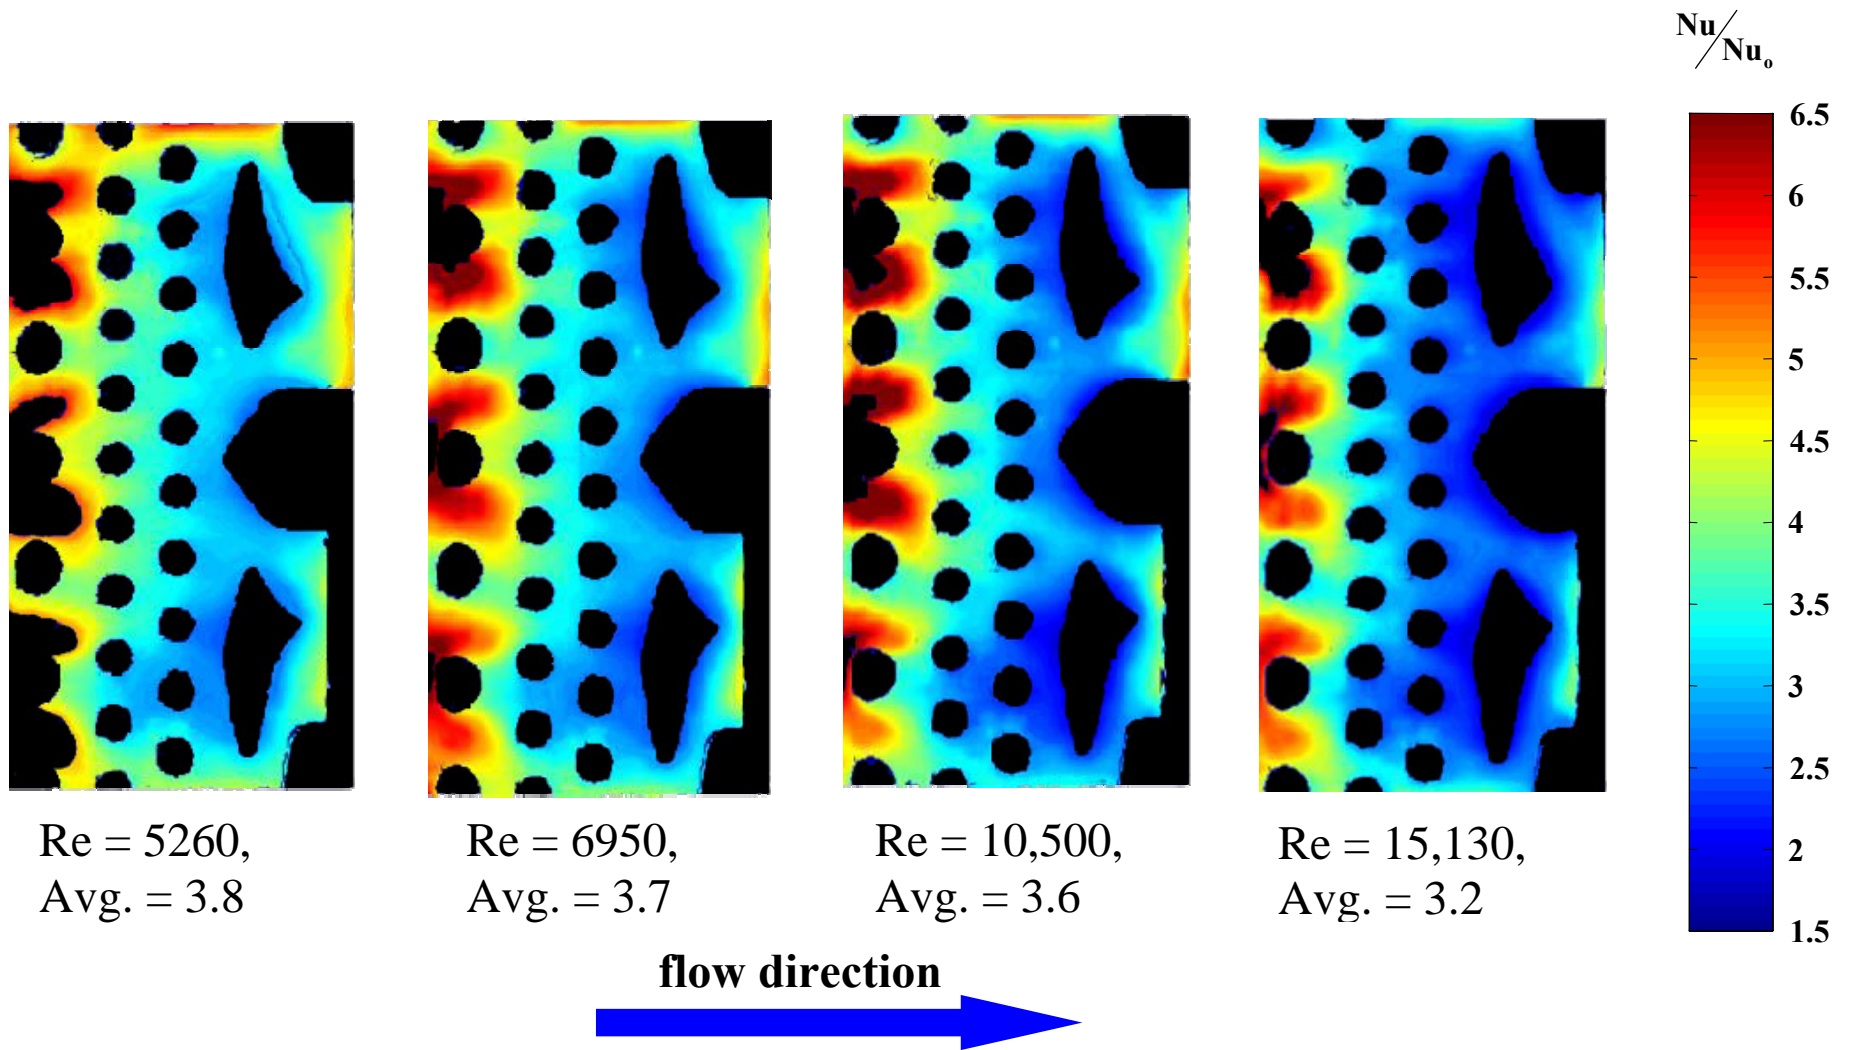 Nu/Nuo
6.5
6
5.5
5
4.5
4
3.5
3
2.5
2
1.5
Re = 5260,
Avg. = 3.8
Re = 6950,
Avg. = 3.7
Re = 10,500,
Avg. = 3.6
Re = 15,130,
Avg. = 3.2
flow direction